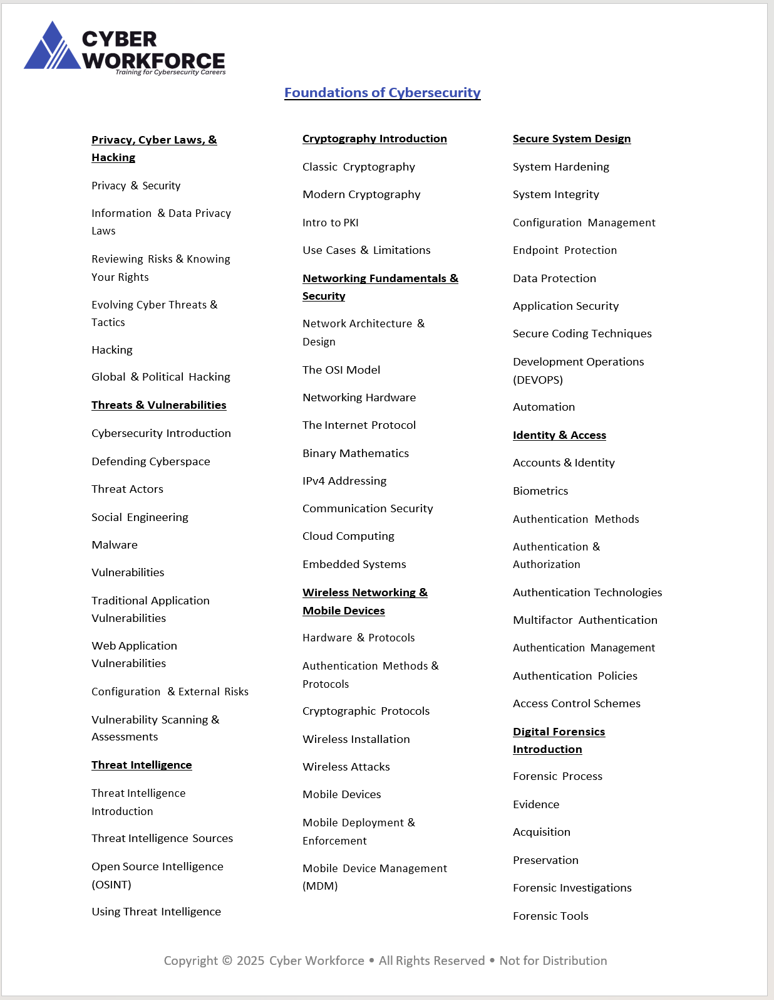 CYBER
WORKFORCE
Training for Cybersecurity Careers
Foundations of Cybersecurity
Privacy, Cyber Laws, &
Hacking
Privacy & Security
Information & Data Privacy
Laws
Reviewing Risks & Knowing
Your Rights
Evolving Cyber Threats &
Tactics
Hacking
Global & Political Hacking
Threats & Vulnerabilities
Cybersecurity Introduction
Defending Cyberspace
Threat Actors
Social Engineering
Malware
Vulnerabilities
Traditional Application
Vulnerabilities
Web Application
Vulnerabilities
Configuration & External Risks
Vulnerability Scanning &
Assessments
Threat Intelligence
Threat Intelligence
Introduction
Threat Intelligence Sources
Open Source Intelligence
(OSINT)
Using Threat Intelligence
Cryptography Introduction
Classic Cryptography
Modern Cryptography
Intro to PKI
Use Cases & Limitations
Networking Fundamentals &
Security
Network Architecture &
Design
The OSI Model
Networking Hardware
The Internet Protocol
Binary Mathematics
IPv4 Addressing
Communication Security
Cloud Computing
Embedded Systems
Wireless Networking &
Mobile Devices
Hardware & Protocols
Authentication Methods &
Protocols
Cryptographic Protocols
Wireless Installation
Wireless Attacks
Mobile Devices
Mobile Deployment &
Enforcement
Mobile Device Management
(MDM)
Secure System Design
System Hardening
System Integrity
Configuration Management
Endpoint Protection
Data Protection
Application Security
Secure Coding Techniques
Development Operations
(DEVOPS)
Automation
Identity & Access
Accounts & Identity
Biometrics
Authentication Methods
Authentication &
Authorization
Authentication Technologies
Multifactor Authentication
Authentication Management
Authentication Policies
Access Control Schemes
Digital Forensics
Introduction
Forensic Process
Evidence
Acquisition
Preservation
Forensic Investigations
Forensic Tools
Copyright © 2025 Cyber Workforce • All Rights Reserved • Not for Distribution